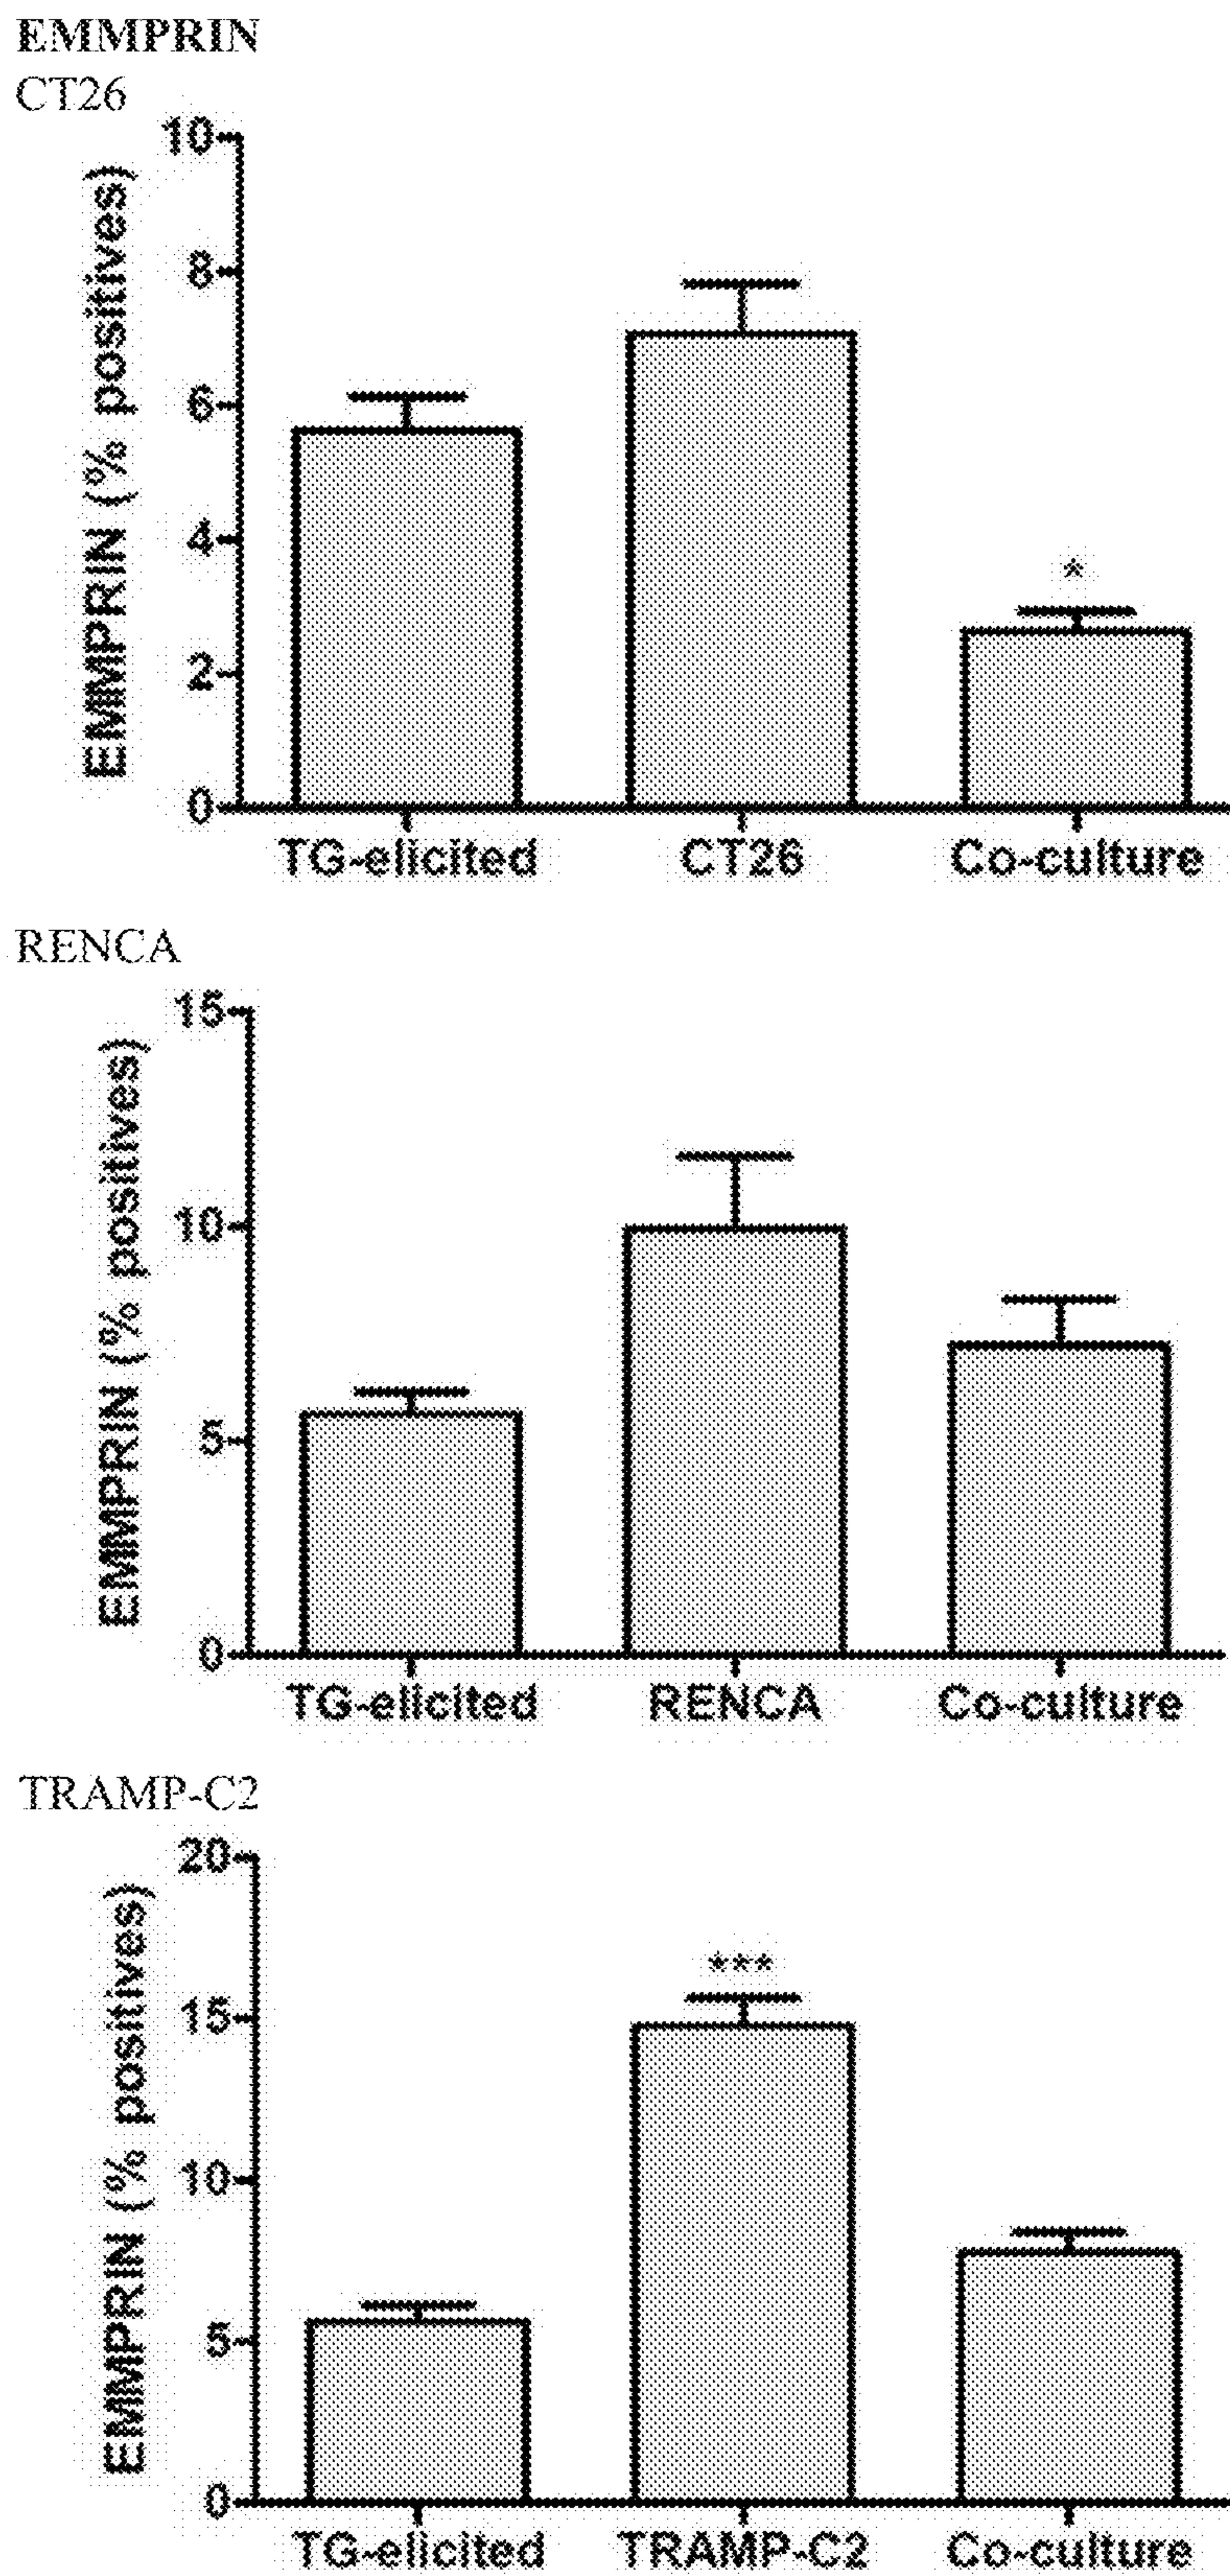 EMMPRIN
CT26
EMMPRIN (% positives)
10
8
6
4
2
0
*
TG-elicited CT26 Co-culture
RENCA
EMMPRIN (% positives)
15
10
5
0
TG-elicited RENCA Co-culture
TRAMP-C2
EMMPRIN (% positives)
20
15
10
5
0
***
TG-elicited TRAMP-C2 Co-culture